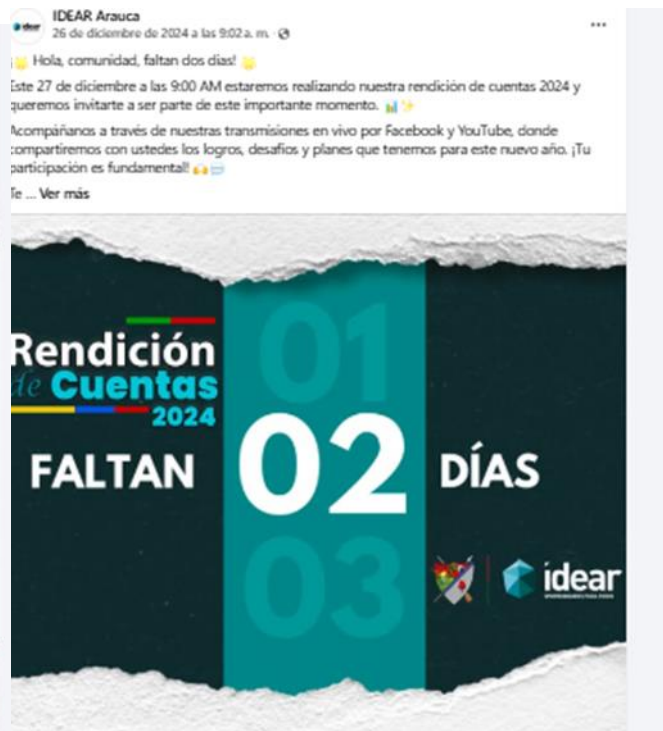 IDEAR Arauca
26 de diciembre de 2024 a las 9:02 a. m.
¡ Hola, comunidad, faltan dos días!
Este 27 de diciembre a las 9:00 AM estaremos realizando nuestra rendición de cuentas 2024 y
queremos invitarte a ser parte de este importante momento.
Acompáñanos a través de nuestras transmisiones en vivo por Facebook y YouTube, donde
compartiremos con ustedes los logros, desafíos y planes que tenemos para este nuevo año. ¡Tu
participación es fundamental!
Te ... Ver más
01
Rendición
de Cuentas
2024
FALTAN 02 DÍAS
03
idear